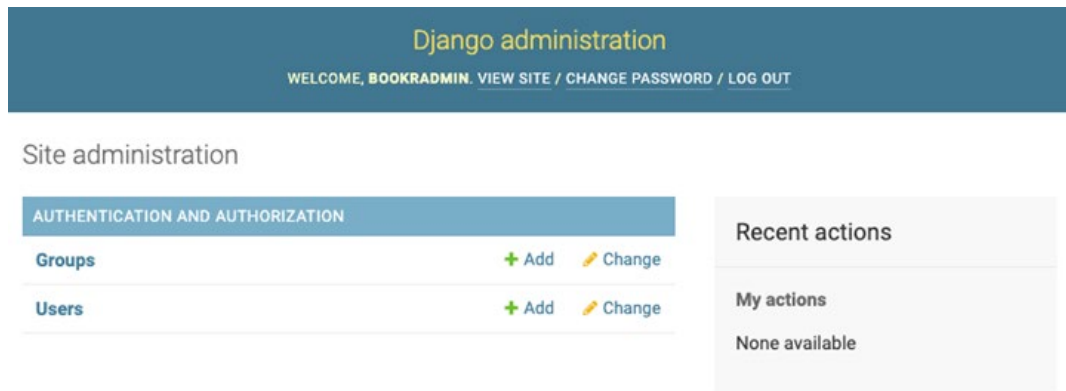 Django administration
WELCOME, BOOKRADMIN. VIEW SITE / CHANGE PASSWORD / LOG OUT
Site administration
AUTHENTICATION AND AUTHORIZATION
Groups + Add Change
Users + Add Change
Recent actions
My actions
None available